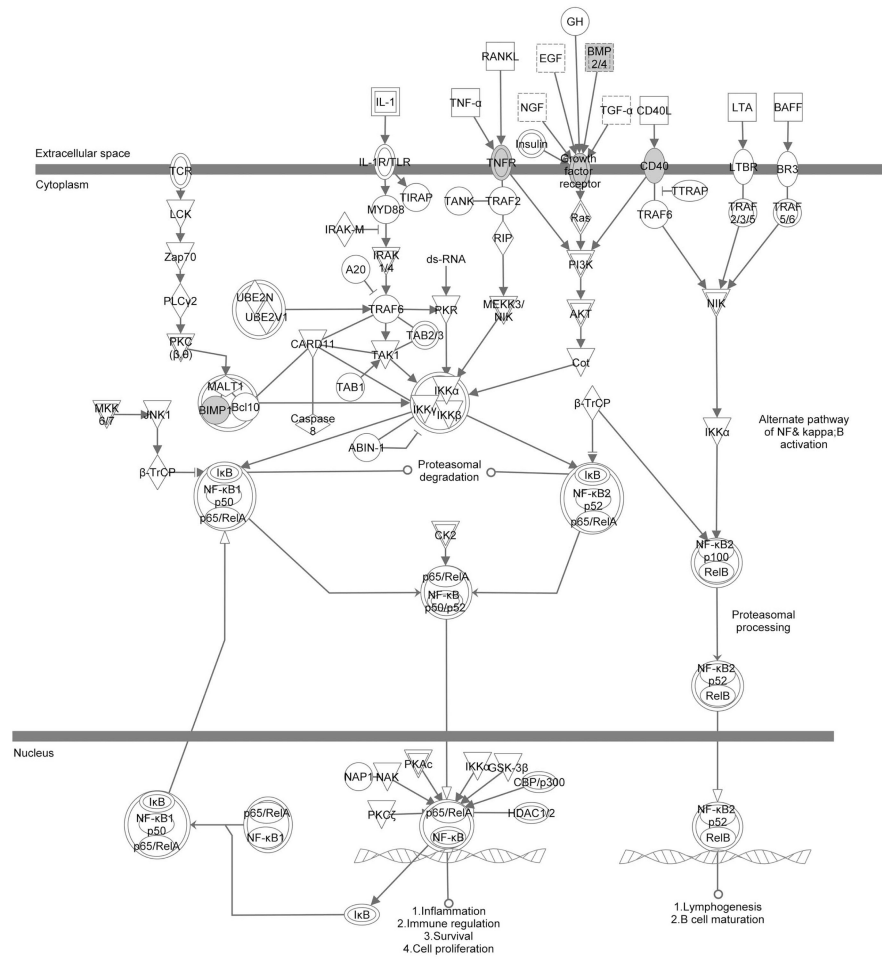 GH
RANKL
EGF
BMP
2/4
IL-1
TNF-α
NGF
TGF-α
CD40L
LTA
BAFF
Insulin
Extracellular space
Cytoplasm
TCR
IL-1R/TLR
TNFR
Growth
factor
receptor
CD40
LTBR
BR3
TIRAP
TANK
TRAF2
TTRAP
LCK
MYD88
Ras
TRAF6
TRAF
2/3/5
TRAF
5/6
IRAK-M
RIP
Zap70
IRAK
1/4
ds-RNA
PI3K
A20
PLCγ2
UBE2N
UBE2V1
TRAF6
PKR
MEKK3/
NIK
AKT
NIK
PKC
(β,θ)
CARD11
TAB2/3
TAK1
Cot
MALT1
TAB1
IKKα
BIMP1
Bcl10
IKKγ
IKKβ
β-TrCP
MKK
6/7
JNK1
Caspase
8
IKKα
Alternate pathway
of NF& kappa;B
activation
ABIN-1
β-TrCP
IκB
NF-κB1
p50
p65/RelA
Proteasomal
degradation
IκB
NF-κB2
p52
p65/RelA
CK2
NF-κB2
p100
RelB
p65/RelA
NF-κB
p50/p52
Proteasomal
processing
NF-κB2
p52
RelB
Nucleus
NAP1
NAK
PKAc
IKKα
GSK-3β
CBP/p300
IκB
NF-κB1
p50
p65/RelA
p65/RelA
NF-κB1
PKCζ
p65/RelA
NF-κB
HDAC1/2
NF-κB2
p52
RelB
IκB
1.Inflammation
2.Immune regulation
3.Survival
4.Cell proliferation
1.Lymphogenesis
2.B cell maturation